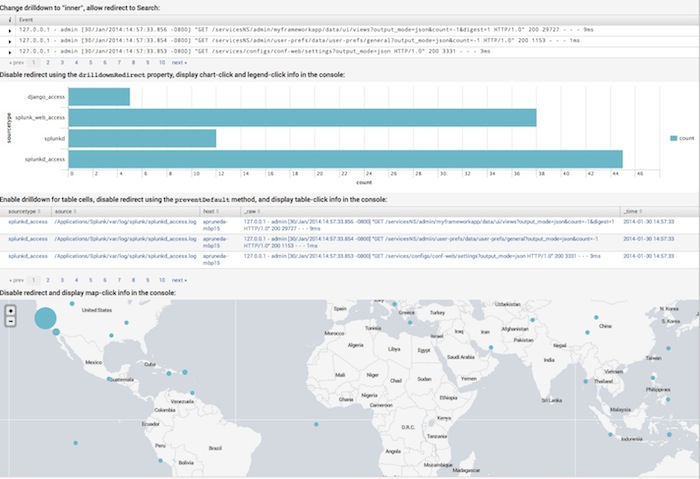 Change drilldown to "inner", allow redirect to Search:
i Event
127.0.0.1 - admin [30/Jan/2014:14:57:33.856 -0800] "GET /servicesNS/admin/myframeworkapp/data/ui/views?output_mode=json&count=-1&digest=1 HTTP/1.0" 200 29727 - - - 9ms
127.0.0.1 - admin [30/Jan/2014:14:57:33.854 -0800] "GET /servicesNS/admin/user-prefs/data/user-prefs/general?output_mode=json&count=-1 HTTP/1.0" 200 1153 - - - 1ms
127.0.0.1 - admin [30/Jan/2014:14:57:33.853 -0800] "GET /services/configs/conf-web/settings?output_mode=json HTTP/1.0" 200 3331 - - - 3ms
« prev 1 2 3 4 5 6 7 8 9 10 next »
Disable redirect using the drilldownRedirect property, display chart-click and legend-click info in the console:
sourcetype
django_access
splunk_web_access
splunkd
splunkd_access
count
0 2 4 6 8 10 12 14 16 18 20 22 24 26 28 30 32 34 36 38 40 42 44 46
count
Enable drilldown for table cells, disable redirect using the preventDefault method, and display table-click info in the console:
sourcetype source host _raw _time
splunkd_access /Applications/Splunk/var/log/splunk/splunkd_access.log apruneda-mbp15 127.0.0.1 - admin [30/Jan/2014:14:57:33.856 -0800] "GET /servicesNS/admin/myframeworkapp/data/ui/views?output_mode=json&count=-1&digest=1 HTTP/1.0" 200 29727 - - - 9ms 2014-01-30 14:57:33
splunkd_access /Applications/Splunk/var/log/splunk/splunkd_access.log apruneda-mbp15 127.0.0.1 - admin [30/Jan/2014:14:57:33.854 -0800] "GET /servicesNS/admin/user-prefs/data/user-prefs/general?output_mode=json&count=-1 HTTP/1.0" 200 1153 - - - 1ms 2014-01-30 14:57:33
splunkd_access /Applications/Splunk/var/log/splunk/splunkd_access.log apruneda-mbp15 127.0.0.1 - admin [30/Jan/2014:14:57:33.853 -0800] "GET /services/configs/conf-web/settings?output_mode=json HTTP/1.0" 200 3331 - - - 3ms 2014-01-30 14:57:33
« prev 1 2 3 4 5 6 7 8 9 10 next »
Disable redirect and display map-click info in the console:
+
−
United States
Mexico
Cuba
Guatemala
Venezuela
Colombia
Ecuador
Peru
Brazil
Bolivia
Spain
Italy
Greece
Turkey
Uzbekistan
Morocco
Tunisia
Israel
Iraq
Iran
Afghanistan
Pakistan
Algeria
Libya
Egypt
Saudi Arabia
Mali
Niger
Chad
Sudan
Yemen
Ghana
Nigeria
Cameroon
Ethiopia
D.R.C.
Kenya
Tanzania
Angola
Mozambique
Madagascar
China
N. Korea
S. Korea
Nepal
India
Taiwan
Vietnam
Thailand
Philippines
Sri Lanka
Malaysia
Indonesia